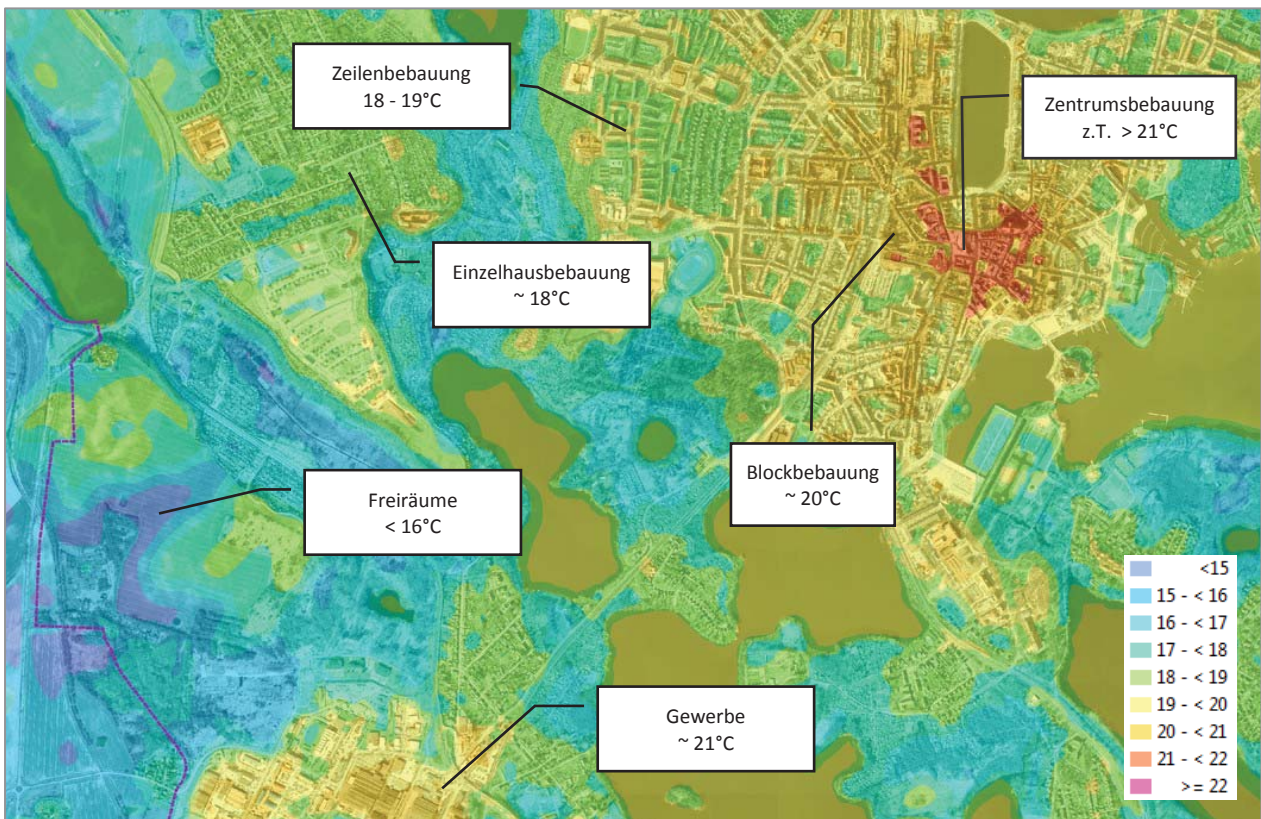 Zeilenbebauung
18 - 19°C
Zentrumsbebauung
z.T. > 21°C
Einzelhausbebauung
~ 18°C
Blockbebauung
~ 20°C
Freiräume
< 16°C
Gewerbe
~ 21°C
<15
15 - < 16
16 - < 17
17 - < 18
18 - < 19
19 - < 20
20 - < 21
21 - < 22
> = 22